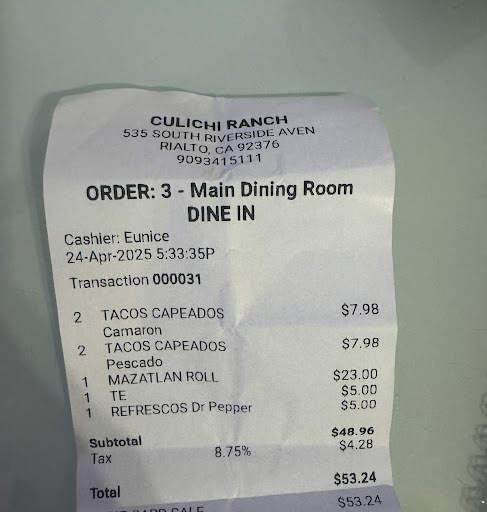 CULICHI RANCH
535 SOUTH RIVERSIDE AVEN
RIALTO, CA 92376
9093415111
ORDER: 3 - Main Dining Room
DINE IN
Cashier: Eunice
24-Apr-2025 5:33:35P
Transaction 000031
2 TACOS CAPEADOS $7.98
Camaron
2 TACOS CAPEADOS $7.98
Pescado
1 MAZATLAN ROLL $23.00
1 TE $5.00
1 REFRESCOS Dr Pepper $5.00
Subtotal $48.96
Tax 8.75% $4.28
Total $53.24
CARD SALE $53.24